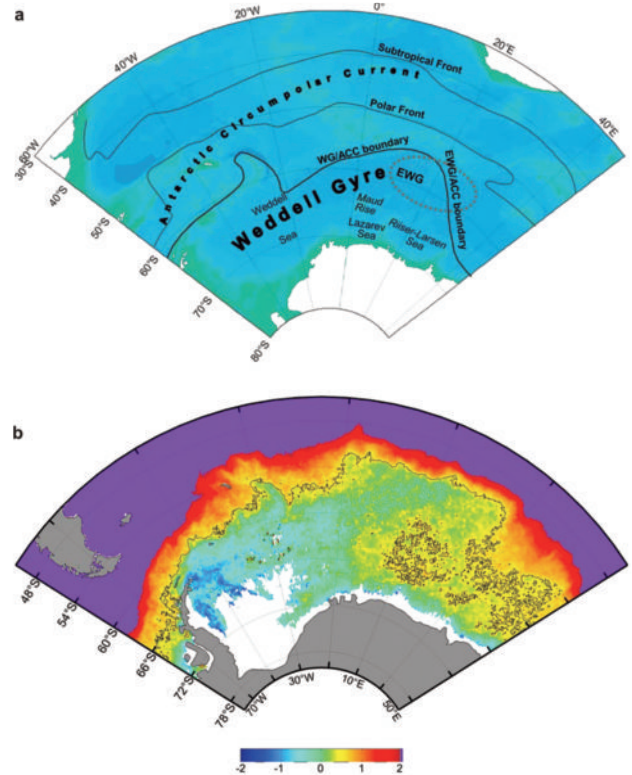 a
60°W
40°W
20°W
0°
20°E
40°E
30°S
40°S
50°S
60°S
70°S
80°S
Subtropical Front
Antarctic Circumpolar Current
Polar Front
WG/ACC boundary
EWG/ACC boundary
EWG
Weddell Gyre
Weddell
Sea
Maud
Rise
Lazarev
Sea
Riiser-Larsen
Sea
b
48°S
54°S
60°S
66°S
72°S
78°S
70°W
30°W
10°E
50°E
-2
-1
0
1
2